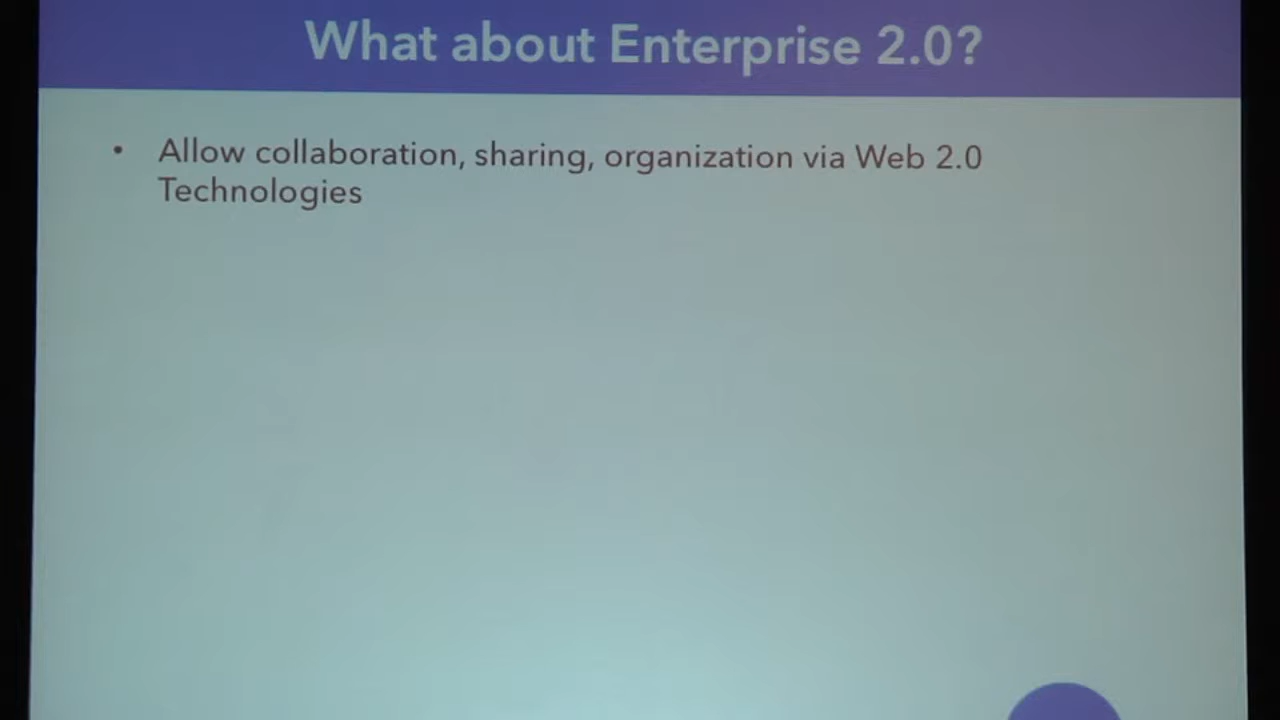 What about Enterprise 2.0?
• Allow collaboration, sharing, organization via Web 2.0
Technologies